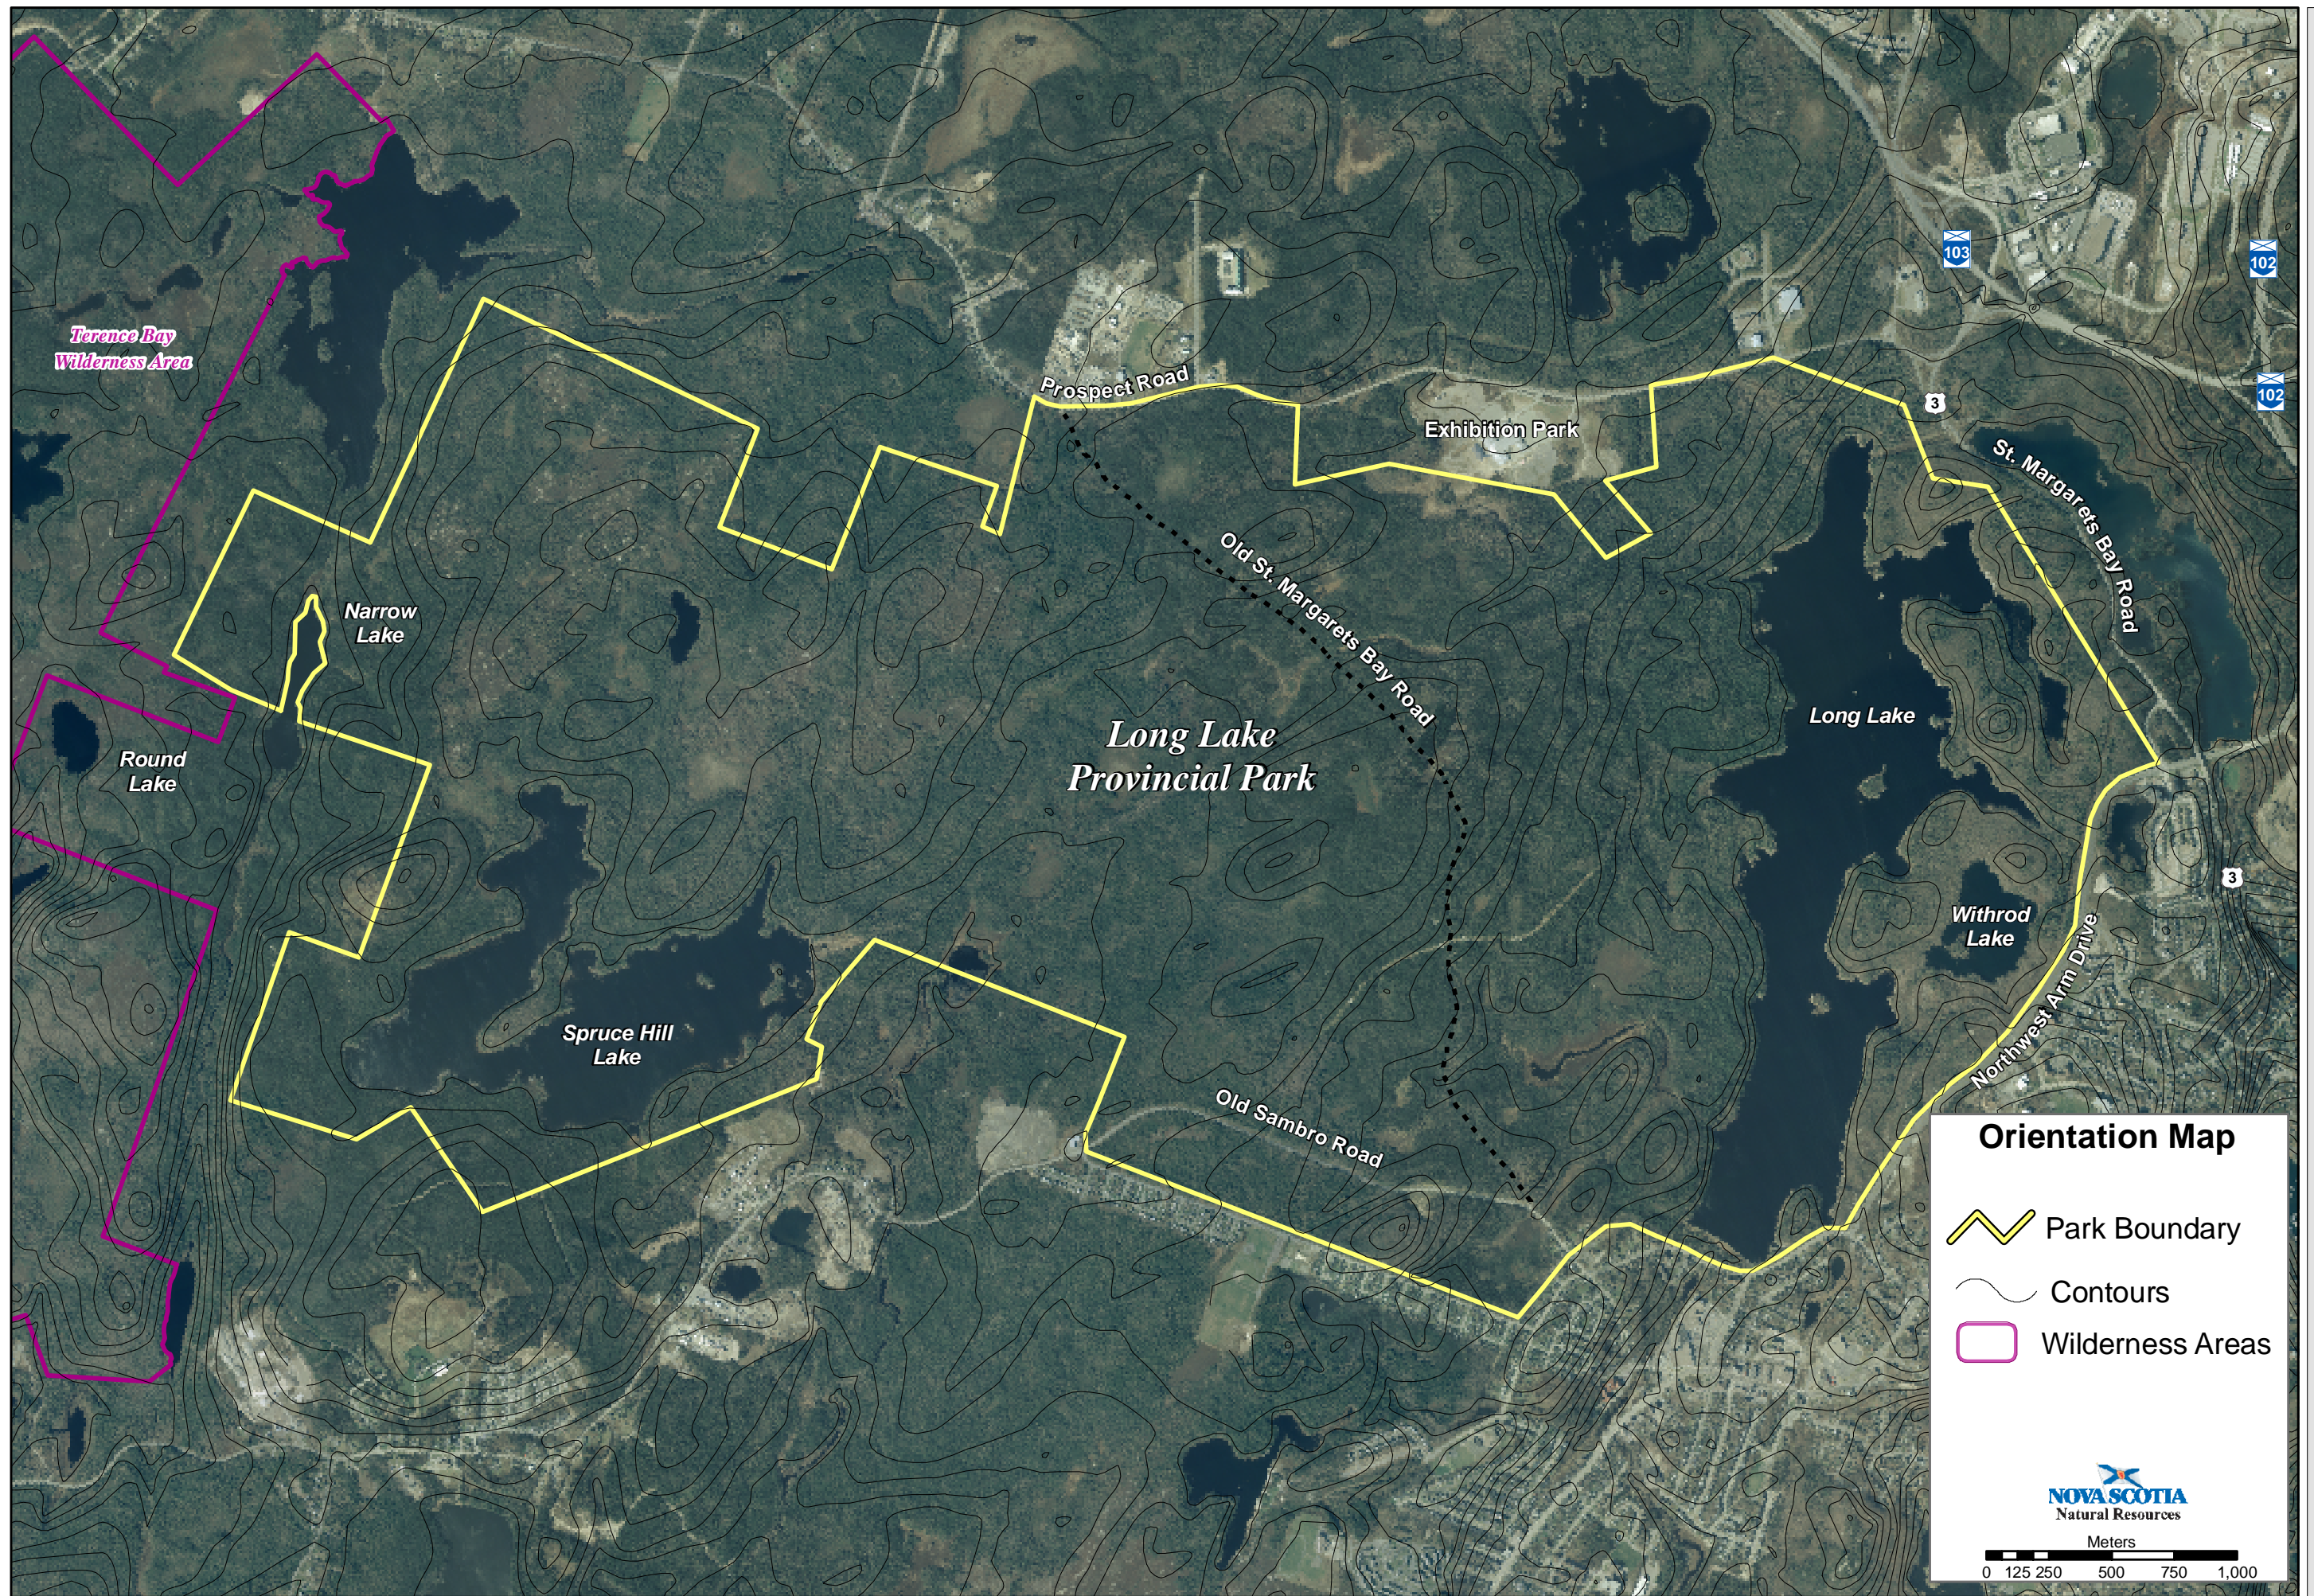 103
102
Terence Bay
Wilderness Area
Prospect Road
102
3
Exhibition Park
St. Margarets Bay Road
Old St. Margarets Bay Road
Narrow
Lake
Long Lake
Long Lake
Provincial Park
Round
Lake
3
Withrod
Lake
Spruce Hill
Lake
Northwest Arm Drive
Old Sambro Road
Orientation Map
Park Boundary
Contours
Wilderness Areas
NOVA SCOTIA
Natural Resources
Meters
0 125 250 500 750 1,000